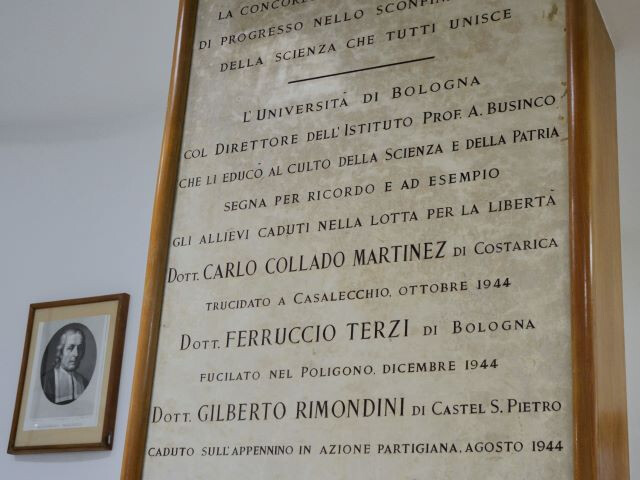 LA CONCORDE
DI PROGRESSO NELLO
DELLA SCIENZA CHE TUTTI UNISCE
L'UNIVERSITÀ DI BOLOGNA
COL DIRETTORE DELL'ISTITUTO PROF. A. BUSINCO
CHE LI EDUCÒ AL CULTO DELLA SCIENZA E DELLA PATRIA
SEGNA PER RICORDO E AD ESEMPIO
GLI ALLIEVI CADUTI NELLA LOTTA PER LA LIBERTÀ
DOTT. CARLO COLLADO MARTINEZ DI COSTARICA
TRUCIDATO A CASALECCHIO, OTTOBRE 1944
DOTT. FERRUCCIO TERZI DI BOLOGNA
FUCILATO NEL POLIGONO, DICEMBRE 1944
DOTT. GILBERTO RIMONDINI DI CASTEL S. PIETRO
CADUTO SULL'APPENNINO IN AZIONE PARTIGIANA, AGOSTO 1944